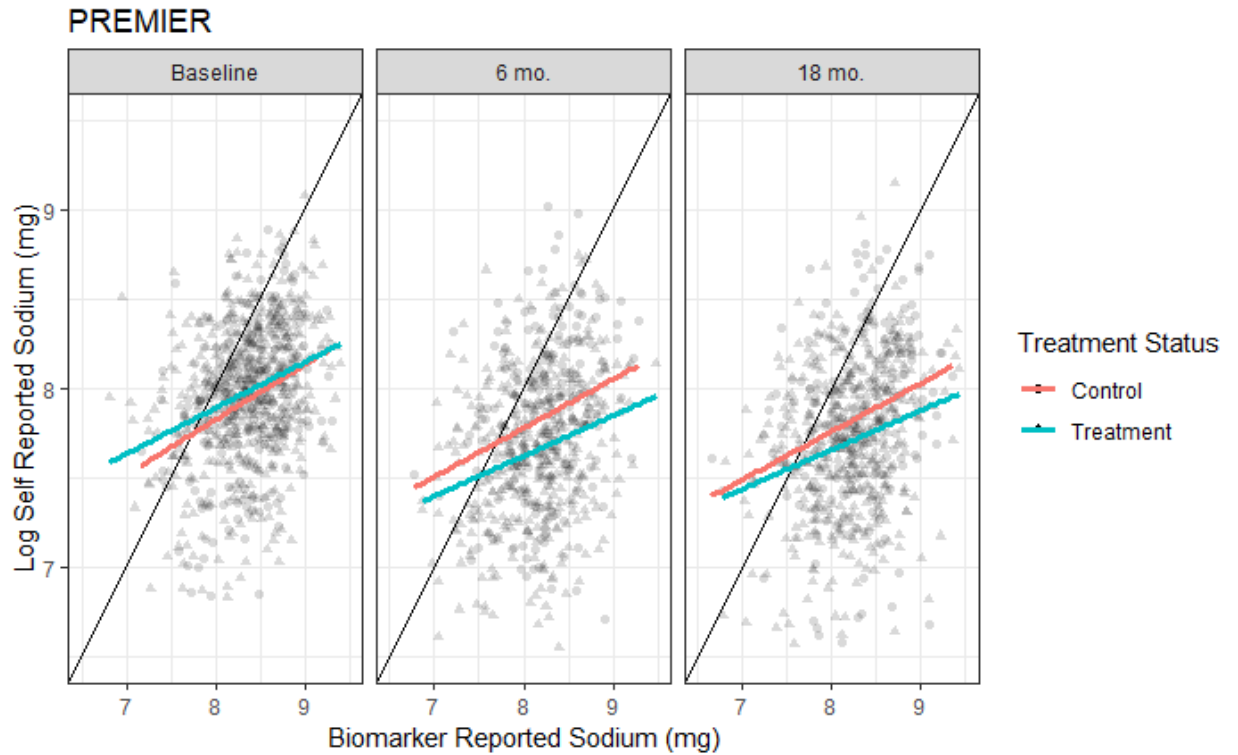 PREMIER
Baseline
6 mo.
18 mo.
Log Self Reported Sodium (mg)
9
8
7
7 8 9
7 8 9
7 8 9
Biomarker Reported Sodium (mg)
Treatment Status
Control
Treatment